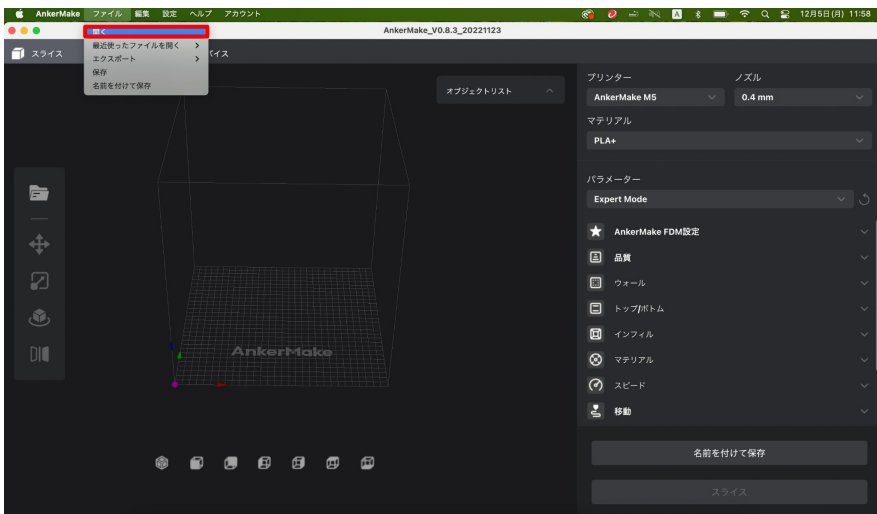 AnkerMake ファイル 編集 設定 ヘルプ アカウント A 12月5日(月) 11:58
開く
最近使ったファイルを開く
エクスポート
保存
名前を付けて保存
AnkerMake_V0.8.3_20221123
スライス
バイス
オブジェクトリスト
AnkerMake
プリンター ノズル
AnkerMake M5 0.4 mm
マテリアル
PLA+
パラメーター
Expert Mode
AnkerMake FDM設定
品質
ウォール
トップ/ボトム
インフィル
マテリアル
スピード
移動
名前を付けて保存
スライス